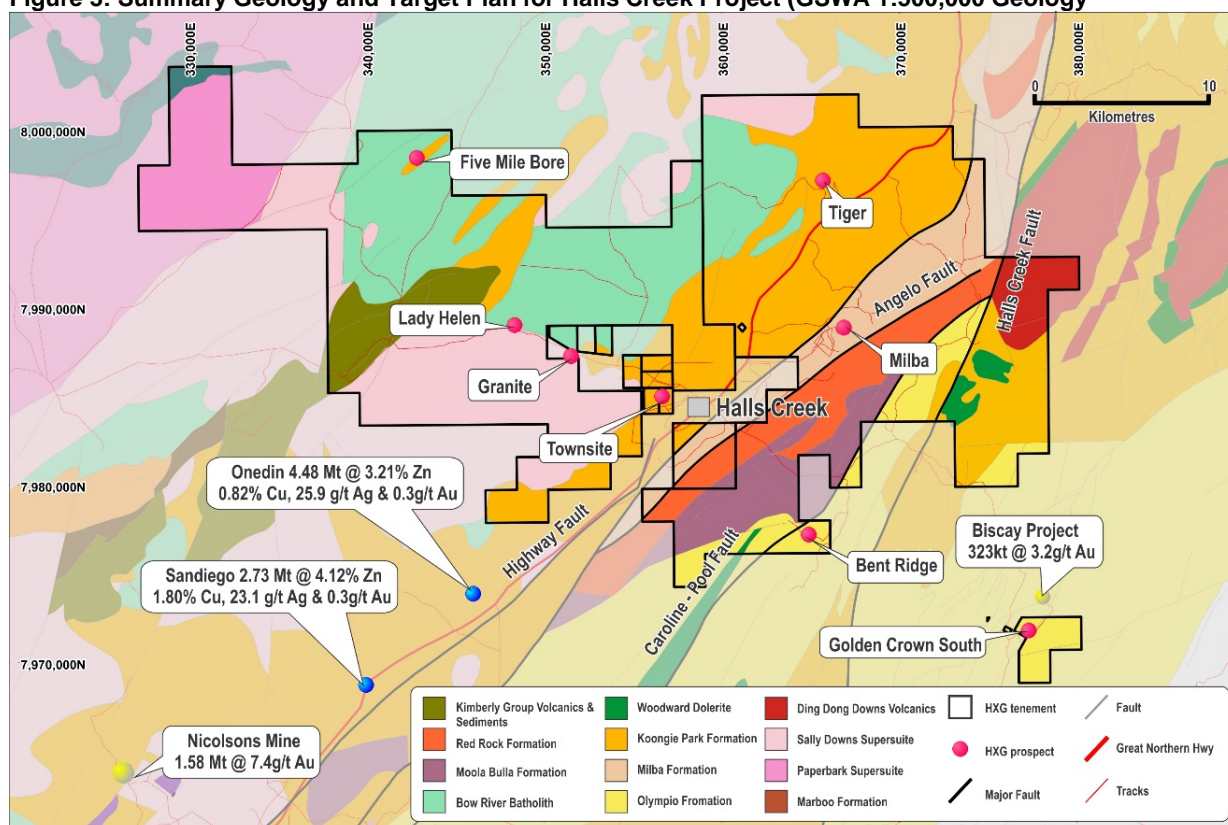 Figure 3: Summary Geology and Target Plan for Halls Creek Project (GSWA 1:500,000 Geology
330,000E
340,000E
350,000E
360,000E
370,000E
380,000E
0
10
Kilometres
8,000,000N
Five Mile Bore
Tiger
7,990,000N
Halls Creek Fault
Angelo Fault
Lady Helen
Milba
Granite
Halls Creek
Townsite
Onedin 4.48 Mt @ 3.21% Zn
0.82% Cu, 25.9 g/t Ag & 0.3g/t Au
7,980,000N
Highway Fault
Biscay Project
323kt @ 3.2g/t Au
Bent Ridge
Sandiego 2.73 Mt @ 4.12% Zn
1.80% Cu, 23.1 g/t Ag & 0.3g/t Au
Caroline - Pool Fault
Golden Crown South
7,970,000N
Nicolsons Mine
1.58 Mt @ 7.4g/t Au
Kimberly Group Volcanics &
Sediments
Red Rock Formation
Moola Bulla Formation
Bow River Batholith
Woodward Dolerite
Koongie Park Formation
Milba Formation
Olympio Fromation
Ding Dong Downs Volcanics
Sally Downs Supersuite
Paperbark Supersuite
Marboo Formation
HXG tenement
HXG prospect
Major Fault
Fault
Great Northern Hwy
Tracks